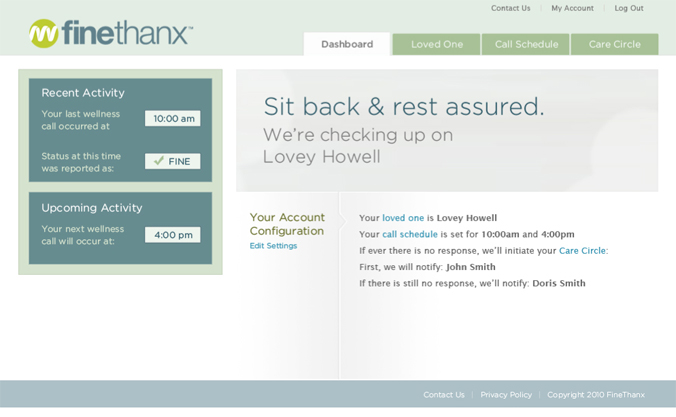 Contact Us | My Account | Log Out
finethanx™
Dashboard Loved One Call Schedule Care Circle
Recent Activity
Your last wellness
call occurred at
10:00 am
Status at this time
was reported as:
FINE
Upcoming Activity
Your next wellness
call will occur at:
4:00 pm
Sit back & rest assured.
We're checking up on
Lovey Howell
Your Account
Configuration
Edit Settings
Your loved one is Lovey Howell
Your call schedule is set for 10:00am and 4:00pm
If ever there is no response, we'll initiate your Care Circle:
First, we will notify: John Smith
If there is still no response, we'll notify: Doris Smith
Contact Us | Privacy Policy | Copyright 2010 FineThanx